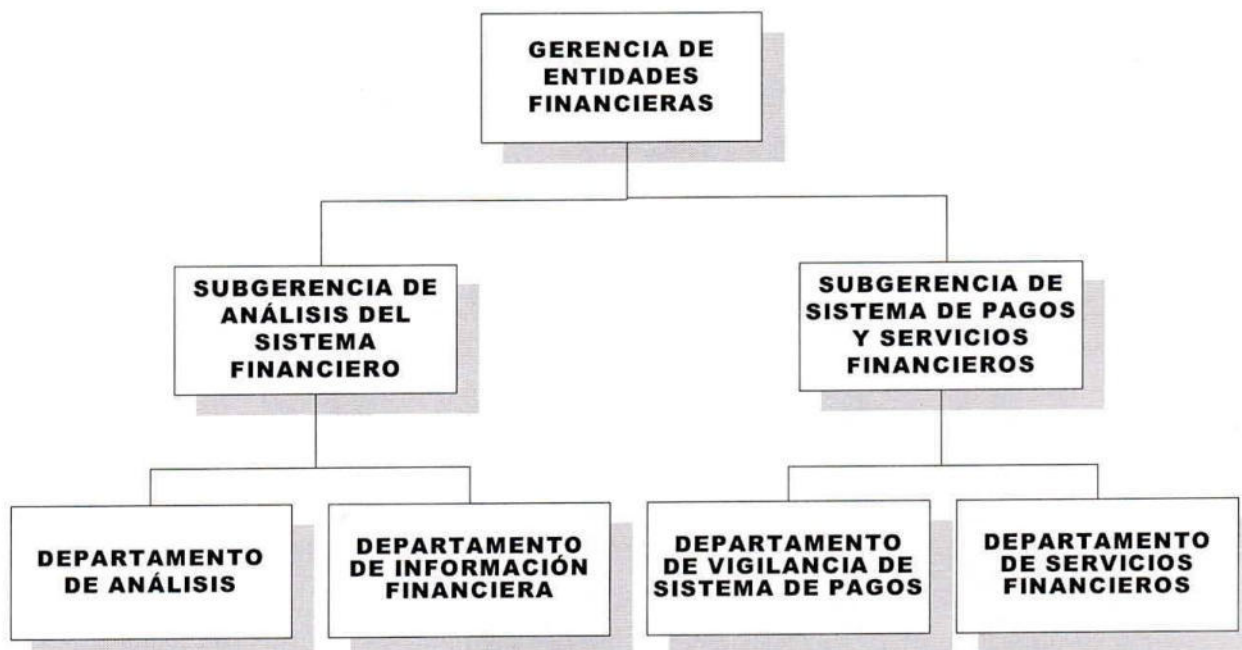 GERENCIA DE
ENTIDADES
FINANCIERAS
SUBGERENCIA DE
ANÁLISIS DEL
SISTEMA
FINANCIERO
SUBGERENCIA DE
SISTEMA DE PAGOS
Y SERVICIOS
FINANCIEROS
DEPARTAMENTO
DE ANÁLISIS
DEPARTAMENTO
DE INFORMACIÓN
FINANCIERA
DEPARTAMENTO
DE VIGILANCIA DE
SISTEMA DE PAGOS
DEPARTAMENTO
DE SERVICIOS
FINANCIEROS